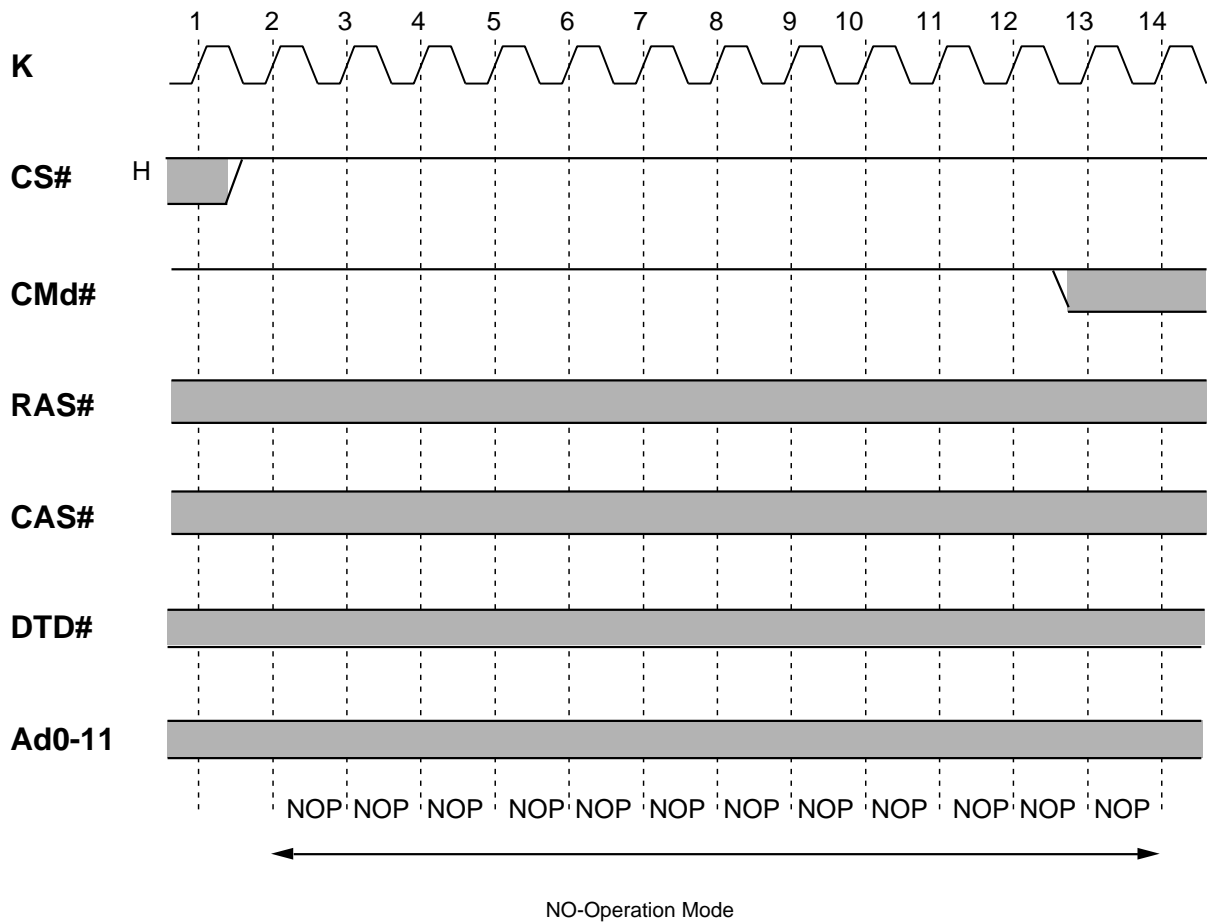 1 2 3 4 5 6 7 8 9 10 11 12 13 14
K
CS# H
CMd#
RAS#
CAS#
DTD#
Ad0-11
NOP NOP NOP NOP NOP NOP NOP NOP NOP NOP NOP NOP
NO-Operation Mode